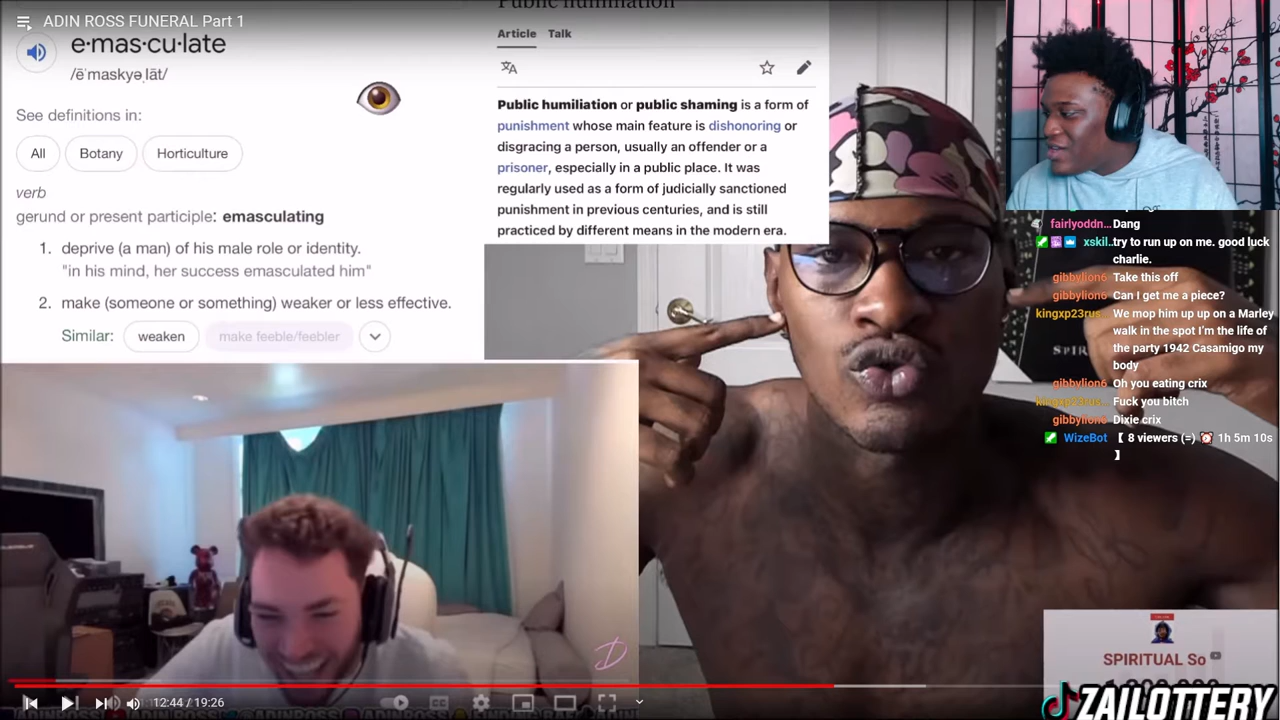 ADIN ROSS FUNERAL Part 1
e·mas·cu·late
/ēˈmaskyəˌlāt/
See definitions in:
All
Botany
Horticulture
verb
gerund or present participle: emasculating
1. deprive (a man) of his male role or identity.
"in his mind, her success emasculated him"
2. make (someone or something) weaker or less effective.
Similar:
weaken
make feeble/feebler
Public humiliation
Article
Talk
Public humiliation or public shaming is a form of
punishment whose main feature is dishonoring or
disgracing a person, usually an offender or a
prisoner, especially in a public place. It was
regularly used as a form of judicially sanctioned
punishment in previous centuries, and is still
practiced by different means in the modern era.
fairlyoddn... Dang
xskil.. try to run up on me. good luck
charlie.
gibbylion6 Take this off
gibbylion6 Can I get me a piece?
kingxp23rus.. We mop him up up on a Marley
walk in the spot I'm the life of
the party 1942 Casamigo my
body
gibbylion6 Oh you eating crix
kingxp23rus.. Fuck you bitch
gibbylion6 Dixie crix
WizeBot 【 8 viewers (=) ⏰ 1h 5m 10s
】
SPIRITUAL So
12:44 / 19:26
ZAILOTTERY